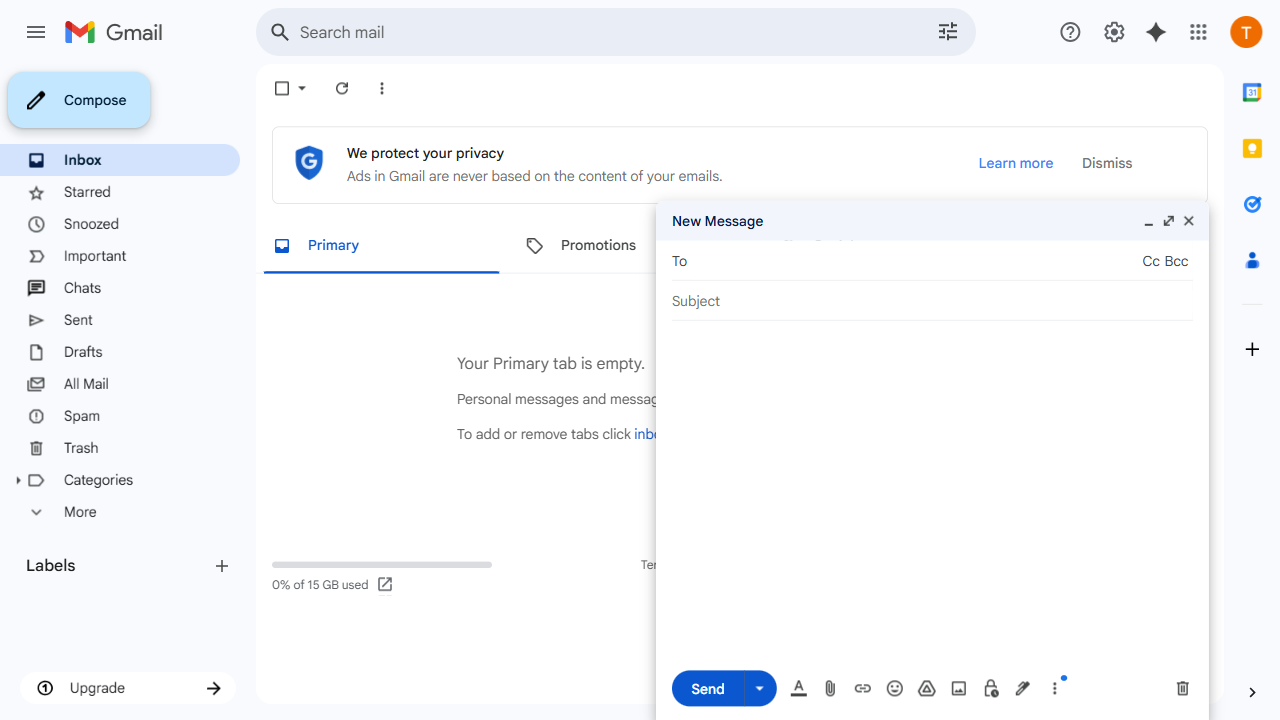 Gmail
Search mail
T
Compose
Inbox
Starred
Snoozed
Important
Chats
Sent
Drafts
All Mail
Spam
Trash
Categories
More
Labels
1 Upgrade
We protect your privacy
Ads in Gmail are never based on the content of your emails.
Learn more Dismiss
Primary
Promotions
Your Primary tab is empty.
Personal messages and messag
To add or remove tabs click inbo
0% of 15 GB used
Ter
New Message
To
Cc Bcc
Subject
Send
31